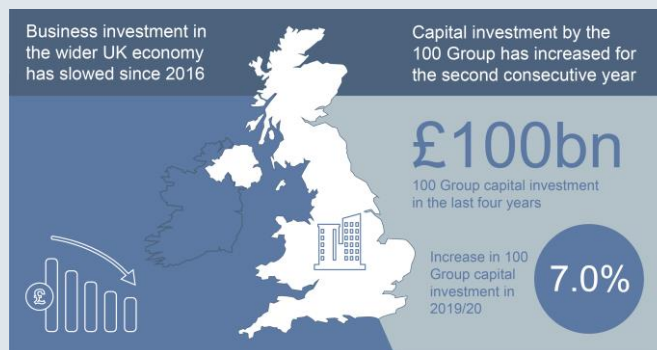 Business investment in
the wider UK economy
has slowed since 2016
Capital investment by the
100 Group has increased for
the second consecutive year
£100bn
100 Group capital investment
in the last four years
Increase in 100
Group capital
investment in
2019/20
7.0%
£